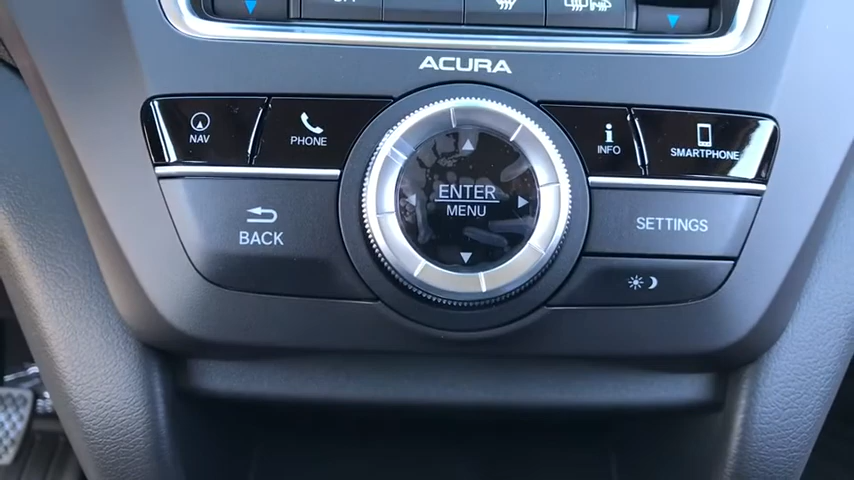 ACURA
NAV
PHONE
INFO
SMARTPHONE
ENTER
MENU
BACK
SETTINGS